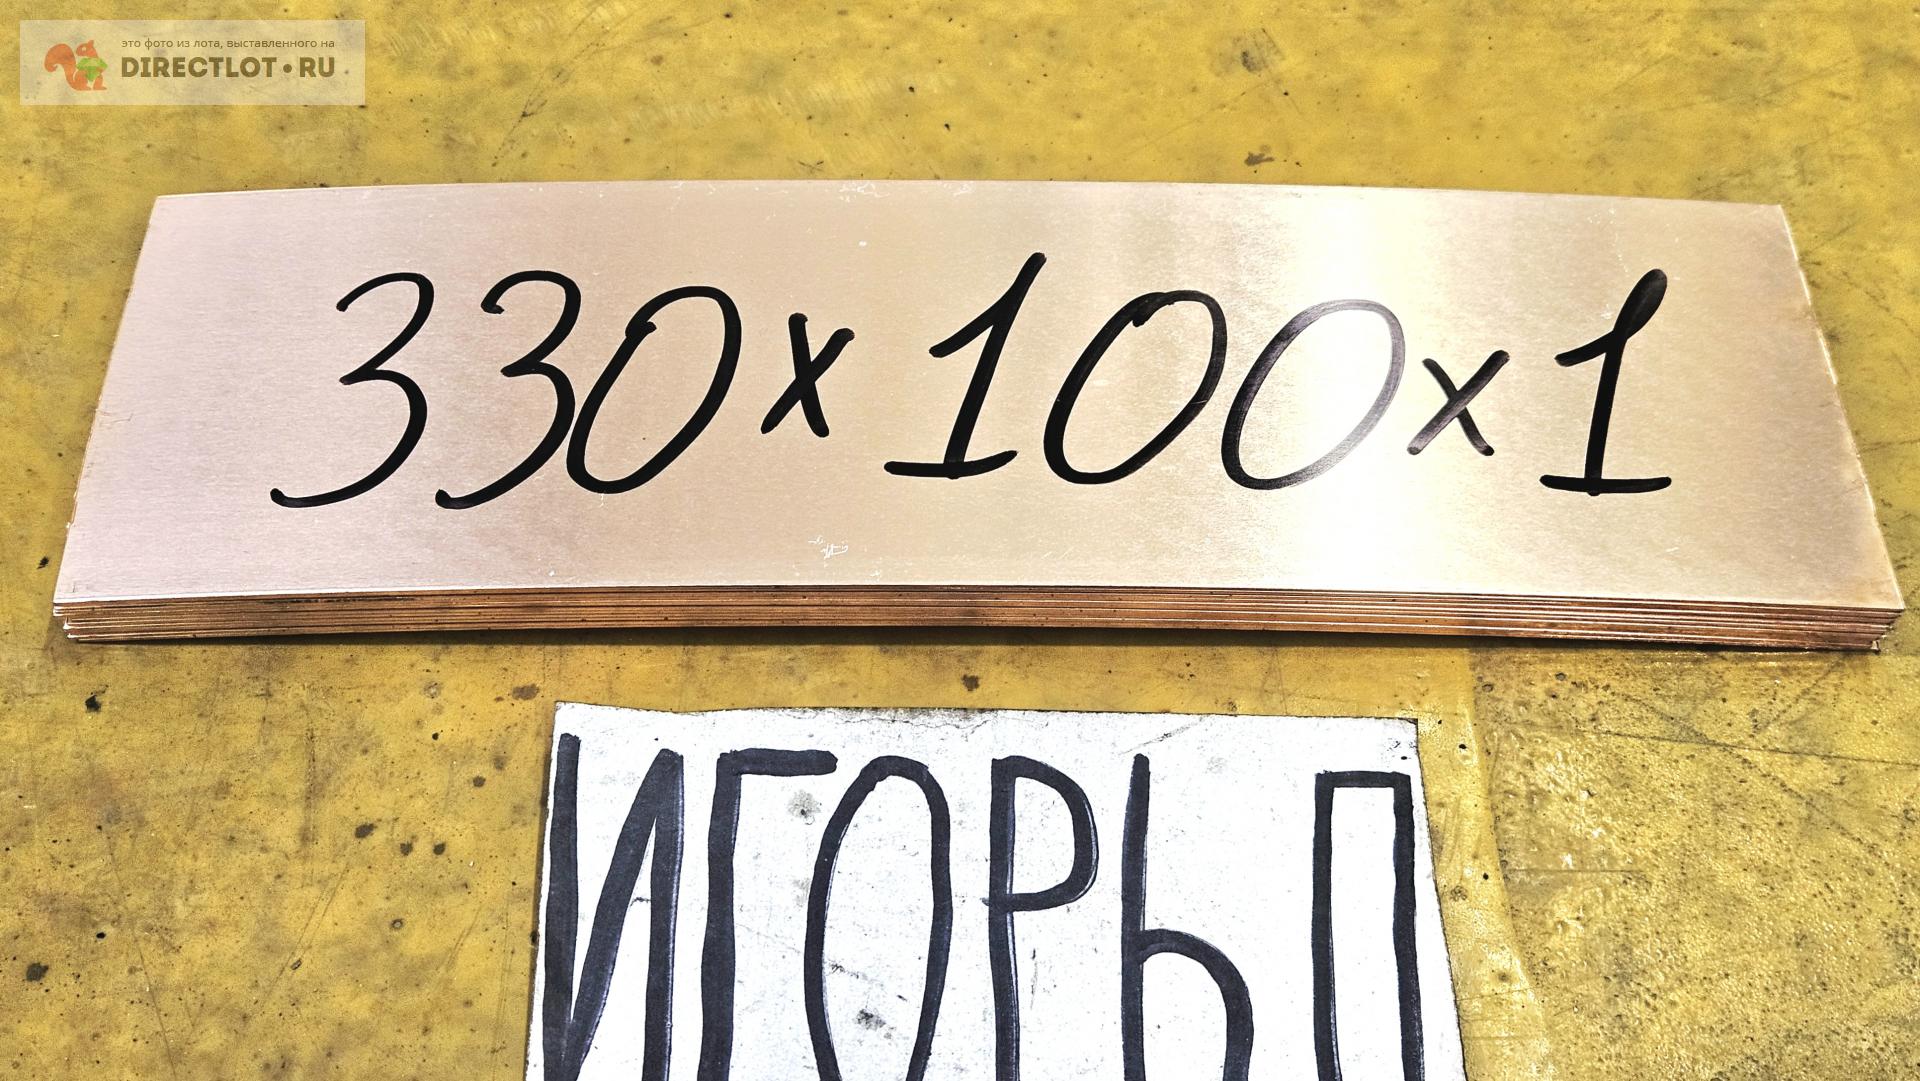 это фото из лота, выставленного на
DIRECTLOT•RU
330x100x1
ИГОРЬ П